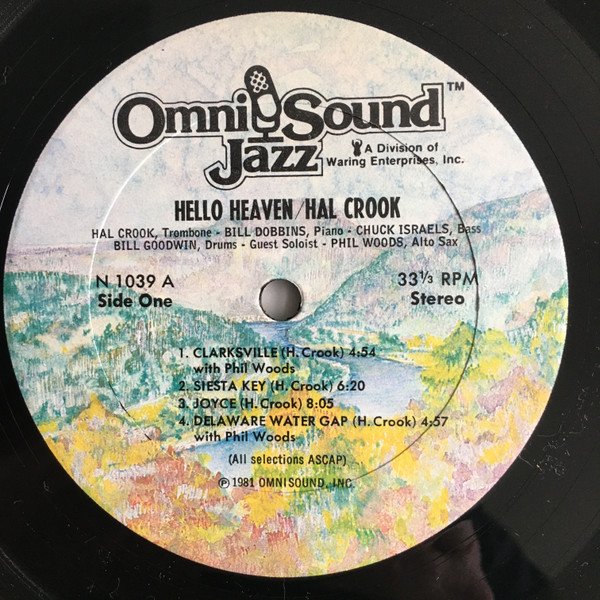 OmniSound™
Jazz
A Division of
Waring Enterprises, Inc.
HELLO HEAVEN/HAL CROOK
HAL CROOK, Trombone - BILL DOBBINS, Piano - CHUCK ISRAELS, Bass
BILL GOODWIN, Drums - Guest Soloist - PHIL WOODS, Alto Sax
N 1039 A
Side One
33⅓ RPM
Stereo
1. CLARKSVILLE (H. Crook) 4:54
with Phil Woods
2. SIESTA KEY (H. Crook) 6:20
3. JOYCE (H. Crook) 8:05
4. DELAWARE WATER GAP (H. Crook) 4:57
with Phil Woods
(All selections ASCAP)
℗ 1981 OMNISOUND, INC